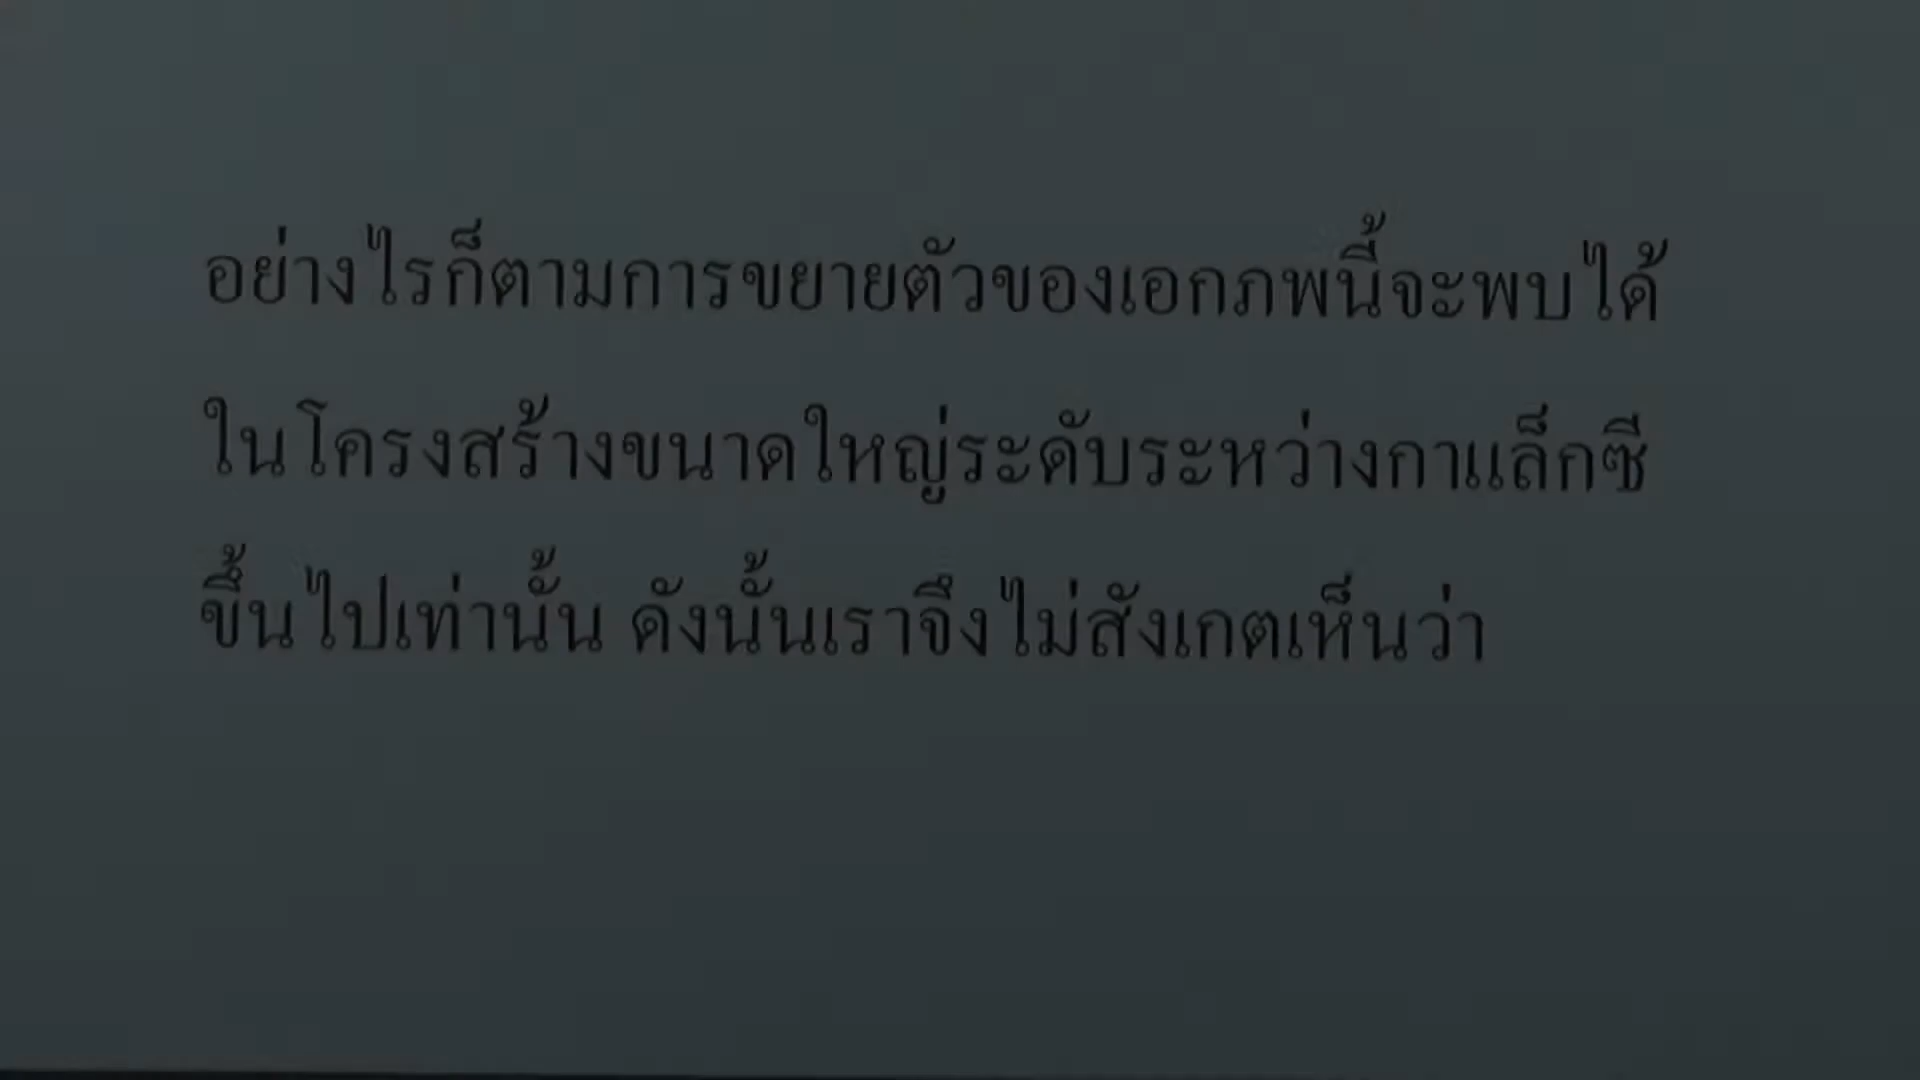 อย่างไรก็ตามการขยายตัวของเอกภพนี้จะพบได้
ในโครงสร้างขนาดใหญ่ระดับระหว่างกาแล็กซี
ขึ้นไปเท่านั้น ดังนั้นเราจึงไม่สังเกตเห็นว่า